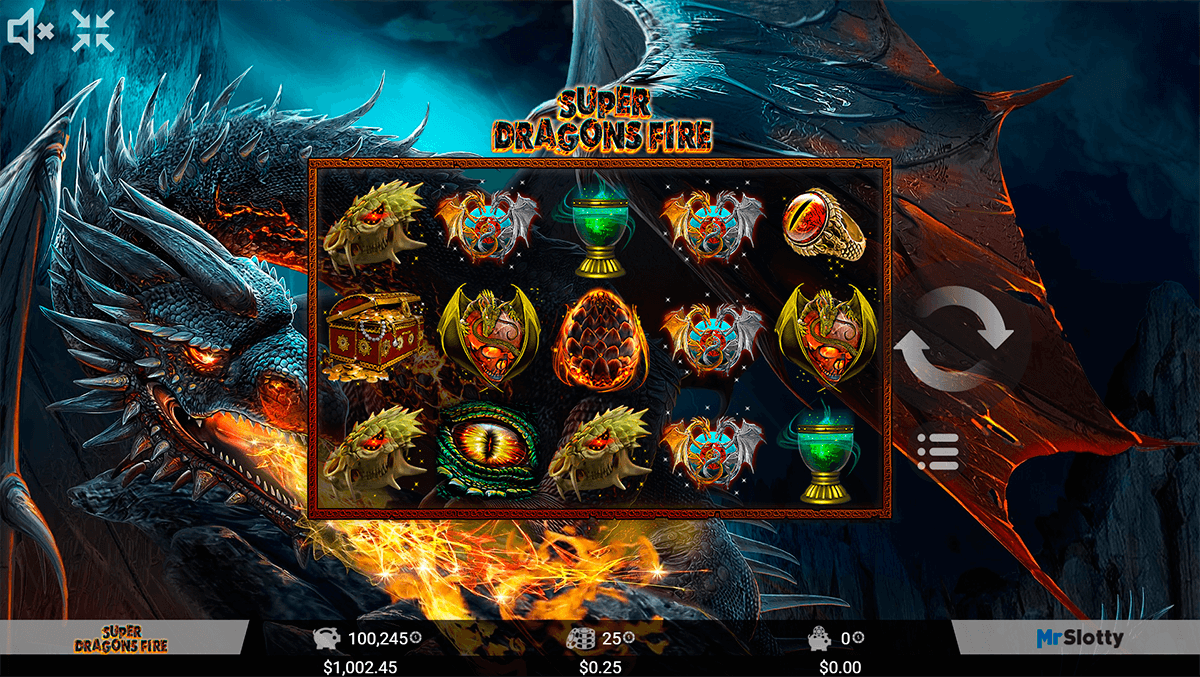 SUPER
DRAGONS FIRE
SUPER
DRAGONS FIRE
100,245
25
0
MrSlotty
$1,002.45
$0.25
$0.00